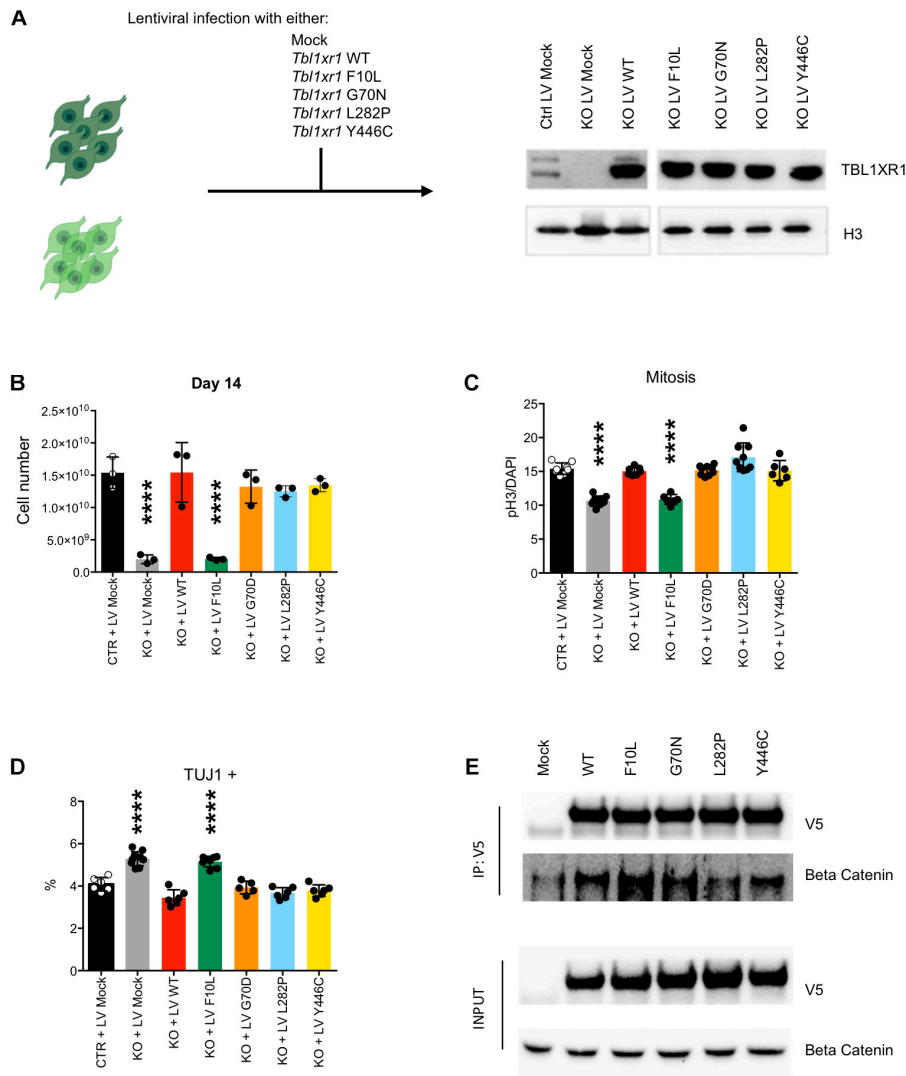 A
Lentiviral infection with either:
Mock
Tbl1xr1 WT
Tbl1xr1 F10L
Tbl1xr1 G70N
Tbl1xr1 L282P
Tbl1xr1 Y446C
Ctrl LV Mock
KO LV Mock
KO LV WT
KO LV F10L
KO LV G70N
KO LV L282P
KO LV Y446C
TBL1XR1
H3
B
Day 14
Cell number
2.5×10¹⁰
2.0×10¹⁰
1.5×10¹⁰
1.0×10¹⁰
5.0×10⁹
0.0
****
****
CTR + LV Mock
KO + LV Mock
KO + LV WT
KO + LV F10L
KO + LV G70D
KO + LV L282P
KO + LV Y446C
C
Mitosis
pH3/DAPI
25
20
15
10
5
0
****
****
CTR + LV Mock
KO + LV Mock
KO + LV WT
KO + LV F10L
KO + LV G70D
KO + LV L282P
KO + LV Y446C
D
TUJ1 +
%
8
6
4
2
0
****
****
CTR + LV Mock
KO + LV Mock
KO + LV WT
KO + LV F10L
KO + LV G70D
KO + LV L282P
KO + LV Y446C
E
Mock
WT
F10L
G70N
L282P
Y446C
IP: V5
V5
Beta Catenin
INPUT
V5
Beta Catenin